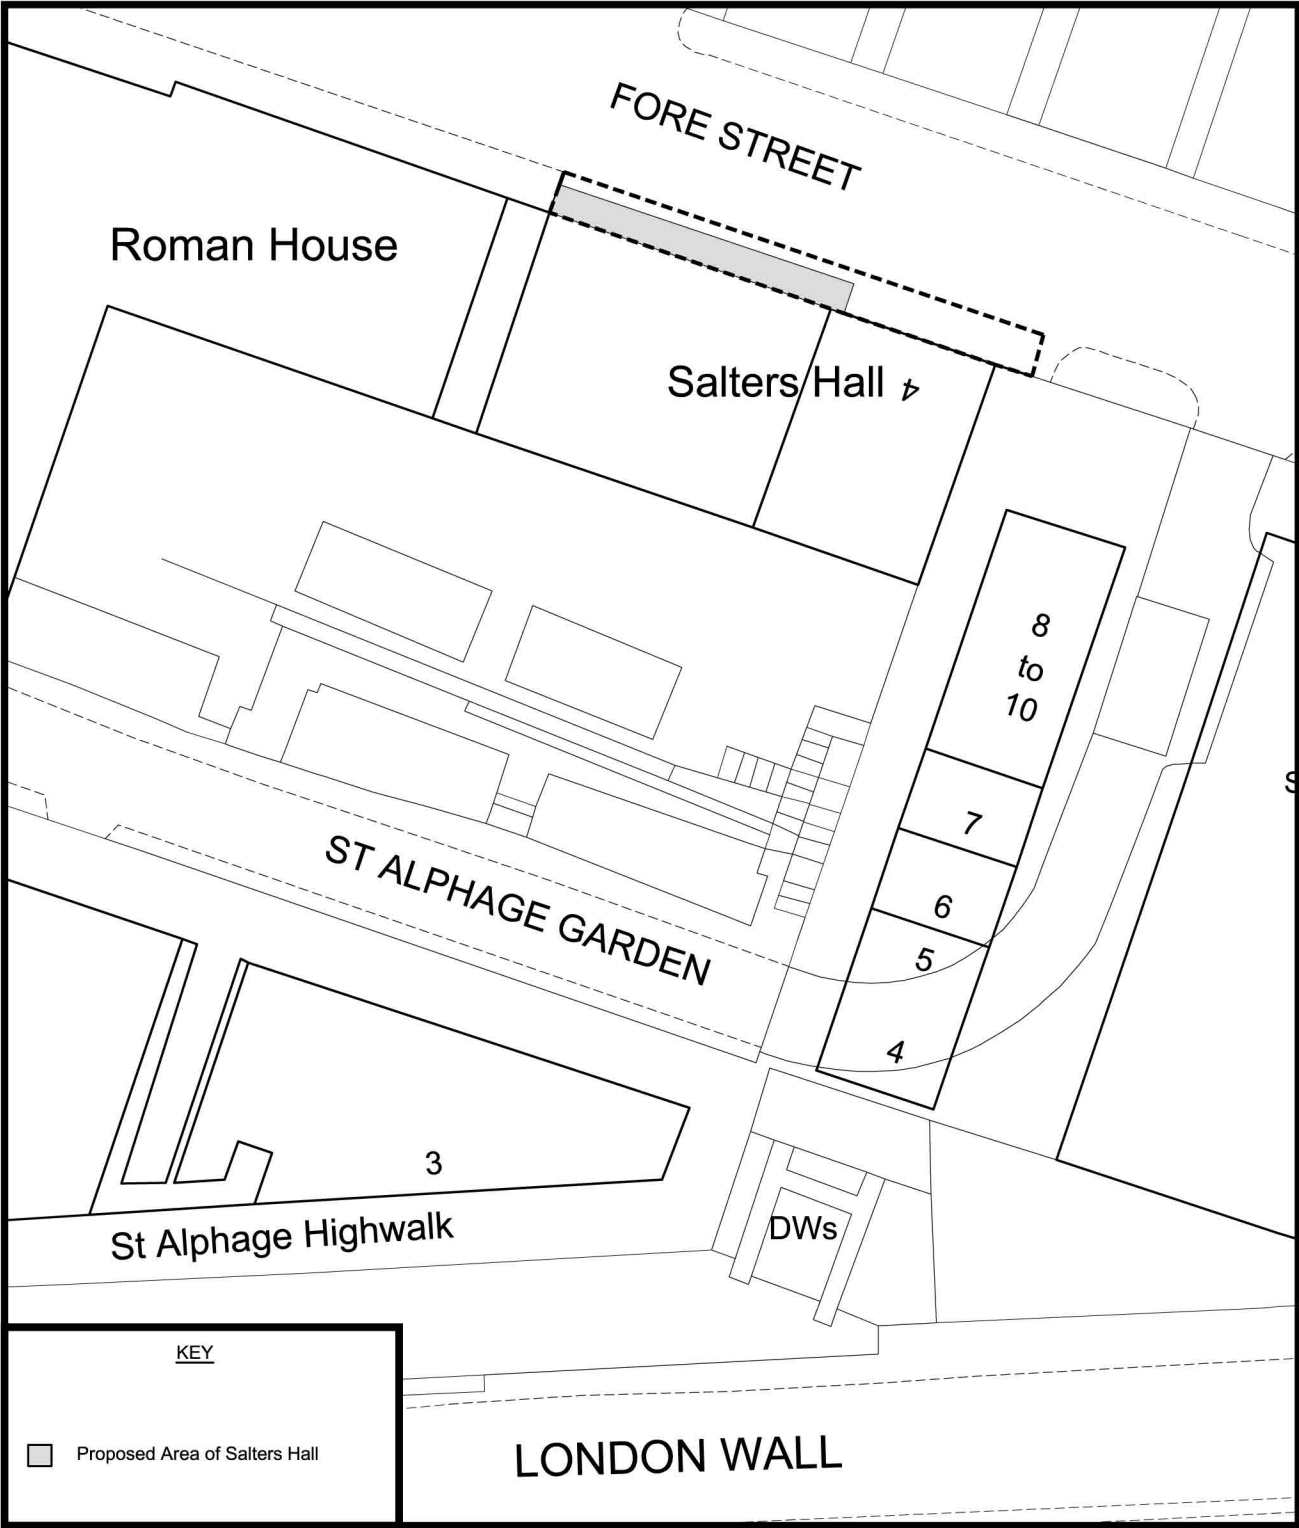 FORE STREET
Roman House
Salters Hall 4
8
to
10
7
6
5
4
ST ALPHAGE GARDEN
3
St Alphage Highwalk
DWs
KEY
Proposed Area of Salters Hall
LONDON WALL